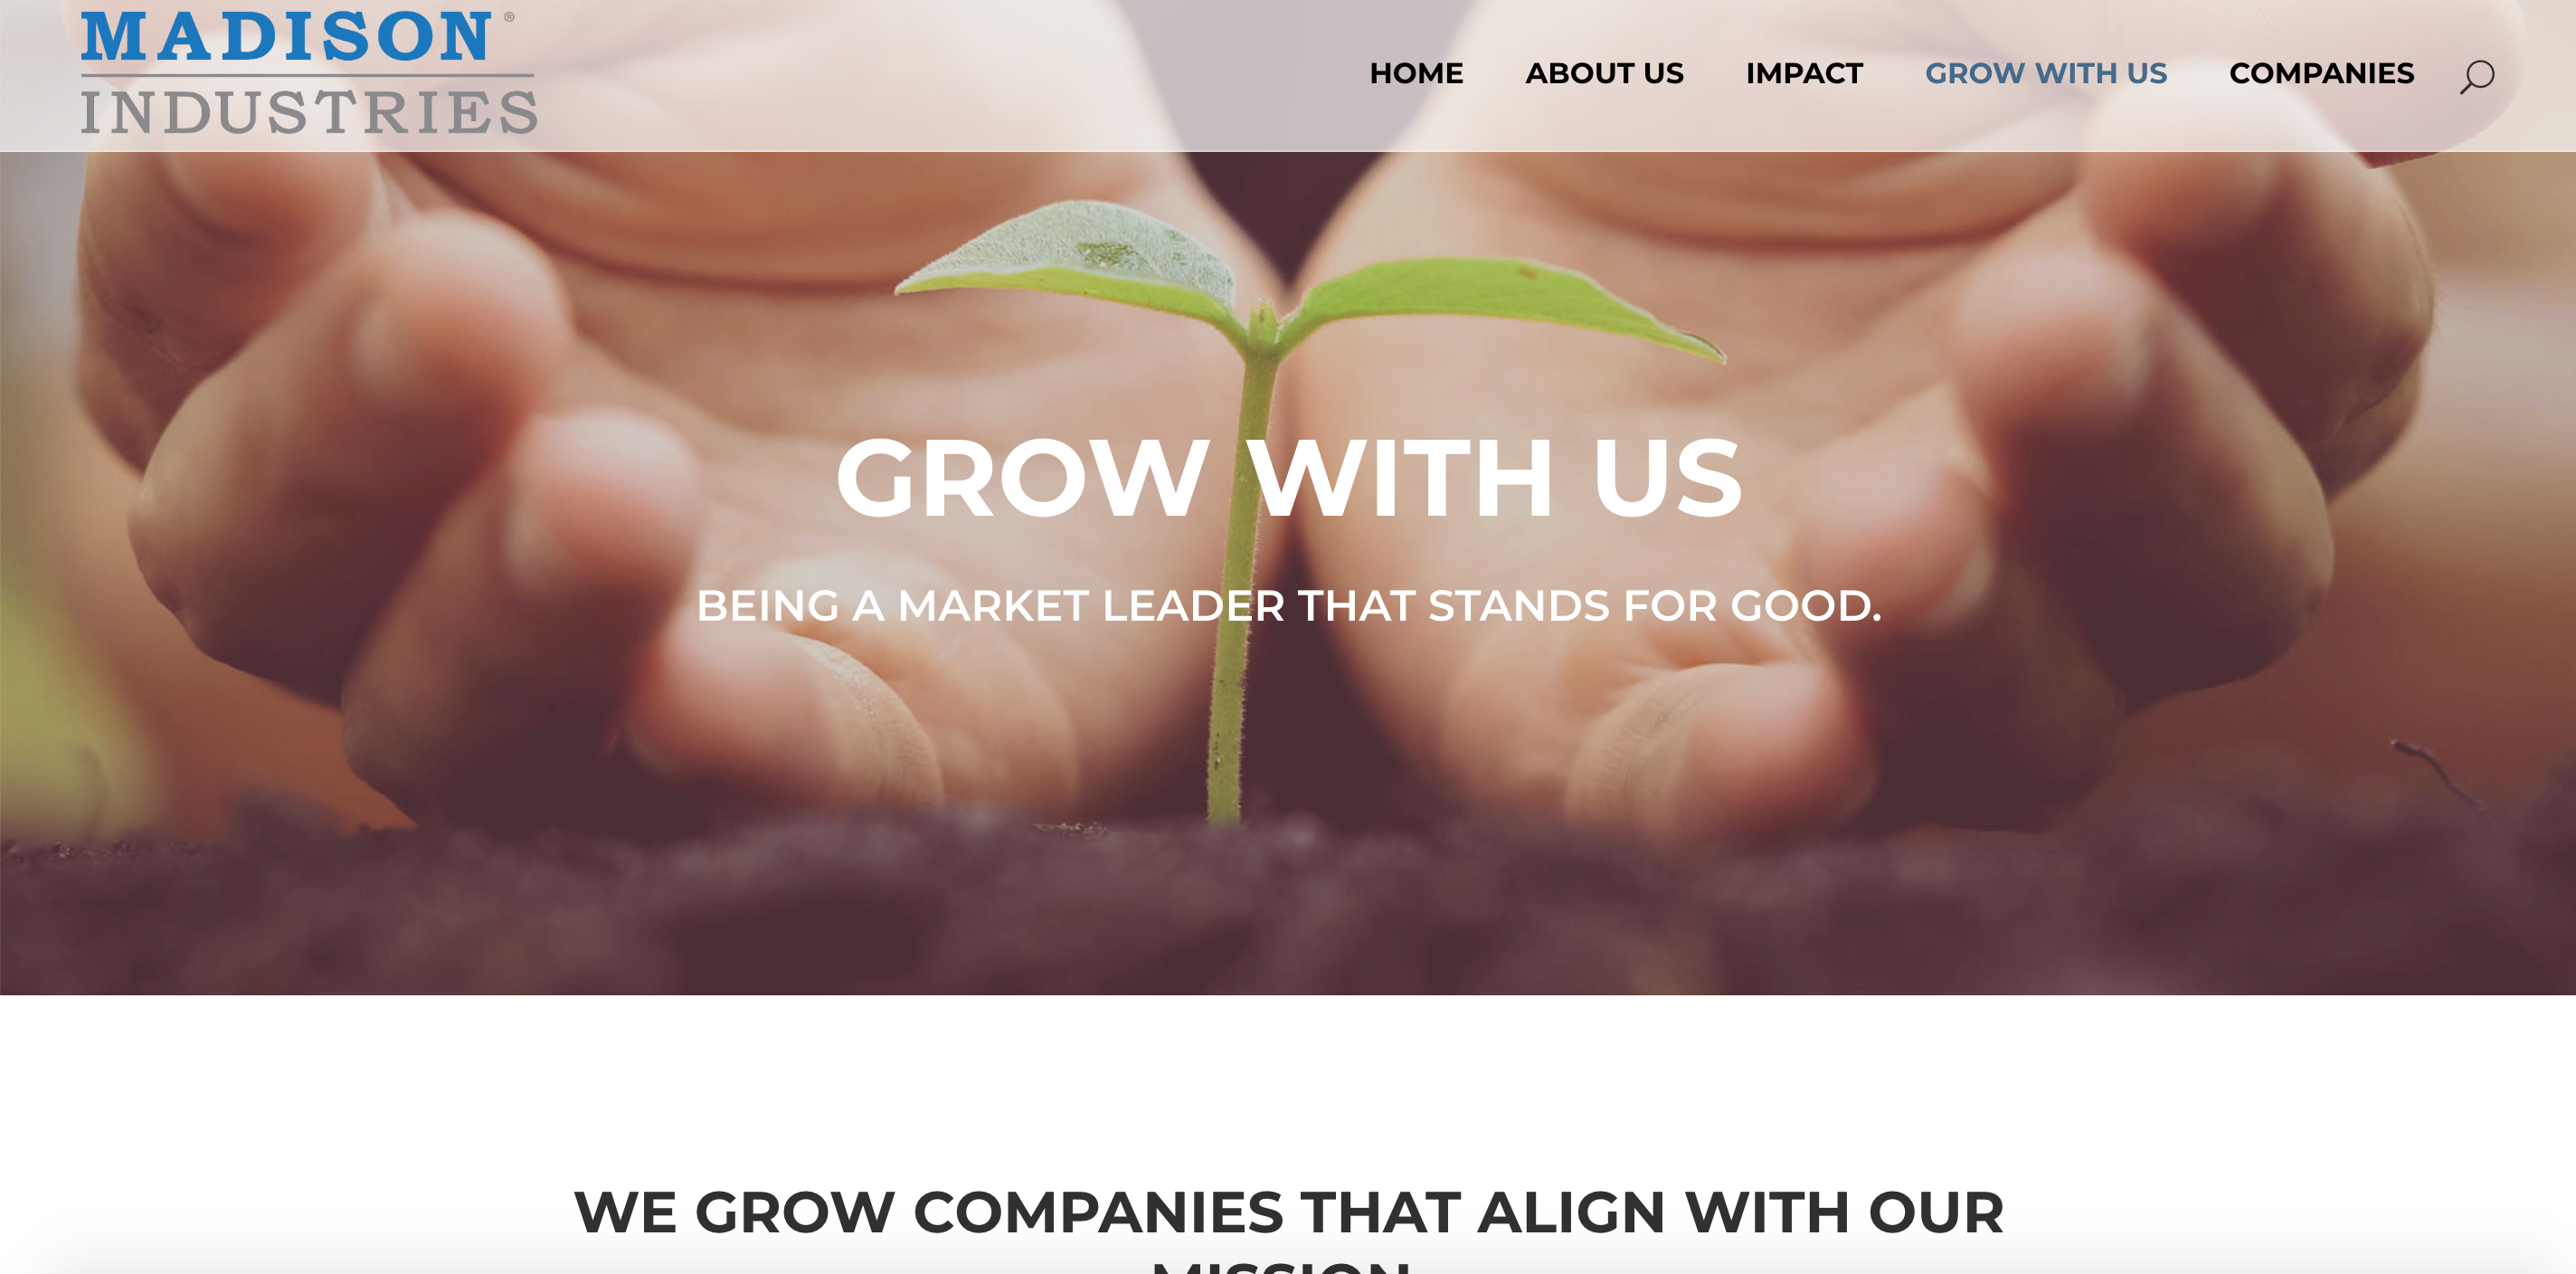 MADISON®
INDUSTRIES
HOME ABOUT US IMPACT GROW WITH US COMPANIES
GROW WITH US
BEING A MARKET LEADER THAT STANDS FOR GOOD.
WE GROW COMPANIES THAT ALIGN WITH OUR
MISSION